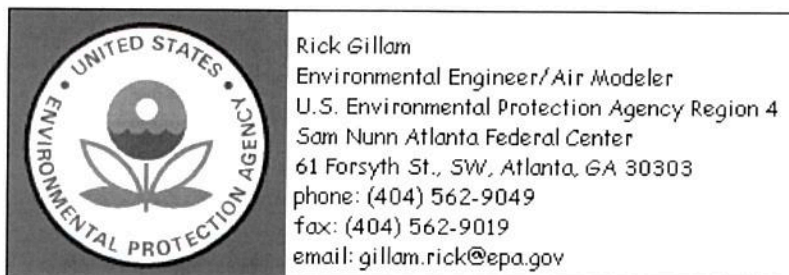 UNITED STATES
ENVIRONMENTAL PROTECTION AGENCY
Rick Gillam
Environmental Engineer/Air Modeler
U.S. Environmental Protection Agency Region 4
Sam Nunn Atlanta Federal Center
61 Forsyth St., SW, Atlanta, GA 30303
phone: (404) 562-9049
fax: (404) 562-9019
email: gillam.rick@epa.gov